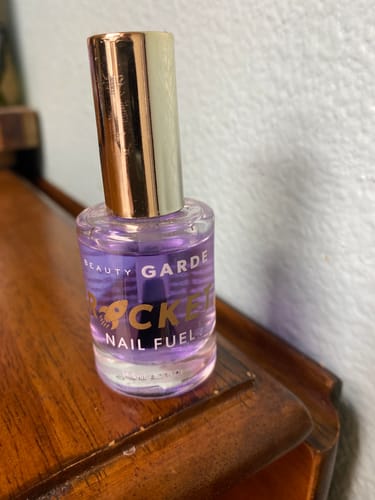 BEAUTY GARDE
ROCKET
NAIL FUEL